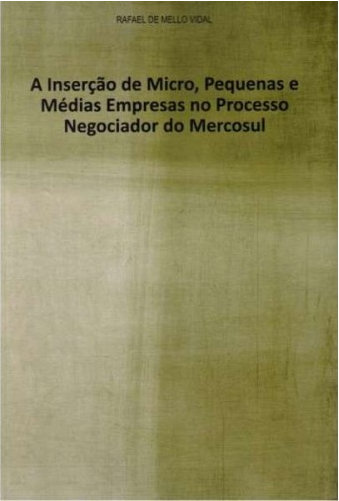 RAFAEL DE MELLO VIDAL
A Inserção de Micro, Pequenas e
Médias Empresas no Processo
Negociador do Mercosul